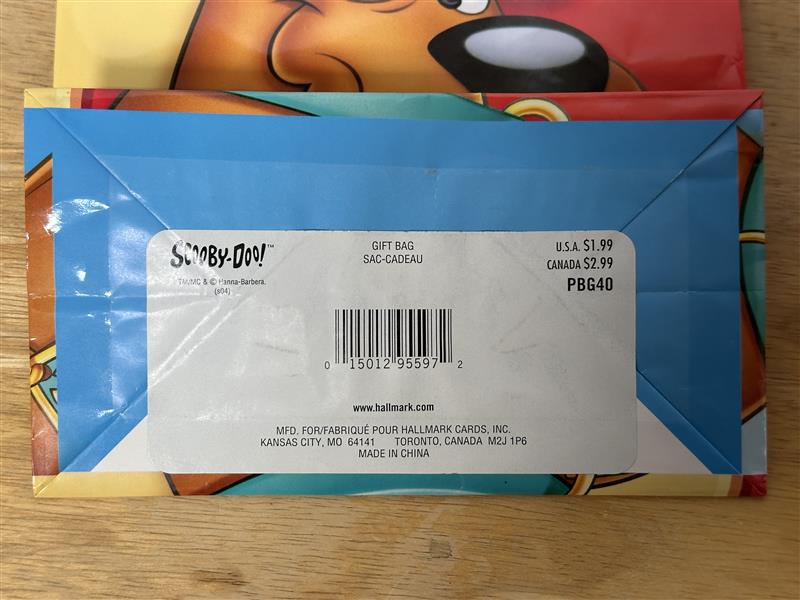 SCOOBY-DOO!™
TM/MC & © Hanna-Barbera.
(s04)
GIFT BAG
SAC-CADEAU
U.S.A. $1.99
CANADA $2.99
PBG40
0 15012 95597 2
www.hallmark.com
MFD. FOR/FABRIQUÉ POUR HALLMARK CARDS, INC.
KANSAS CITY, MO 64141 TORONTO, CANADA M2J 1P6
MADE IN CHINA